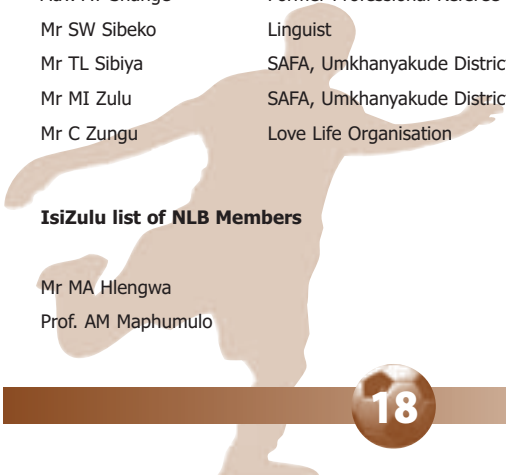 Mr SW Sibeko Linguist
Mr TL Sibiya SAFA, Umkhanyakude Distric
Mr MI Zulu SAFA, Umkhanyakude Distric
Mr C Zungu Love Life Organisation
IsiZulu list of NLB Members
Mr MA Hlengwa
Prof. AM Maphumulo
18